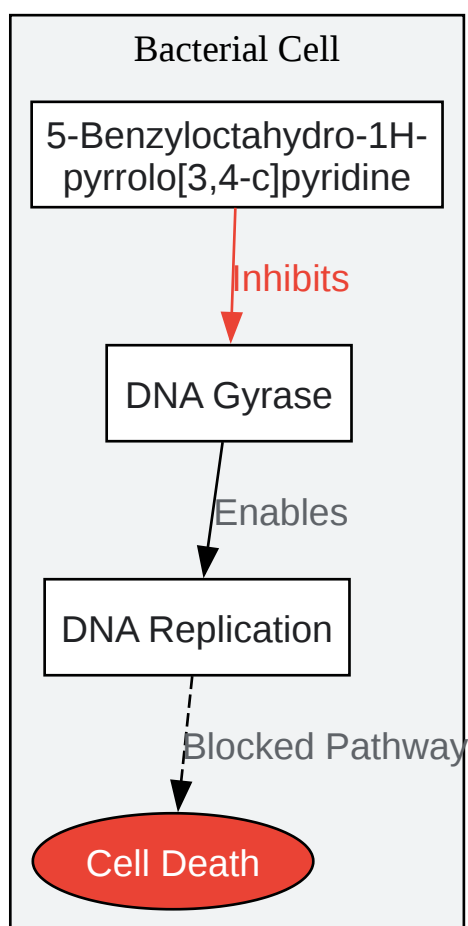 Bacterial Cell
5-Benzyloctahydro-1H-
pyrrolo[3,4-c]pyridine
Inhibits
DNA Gyrase
Enables
DNA Replication
Blocked Pathway
Cell Death